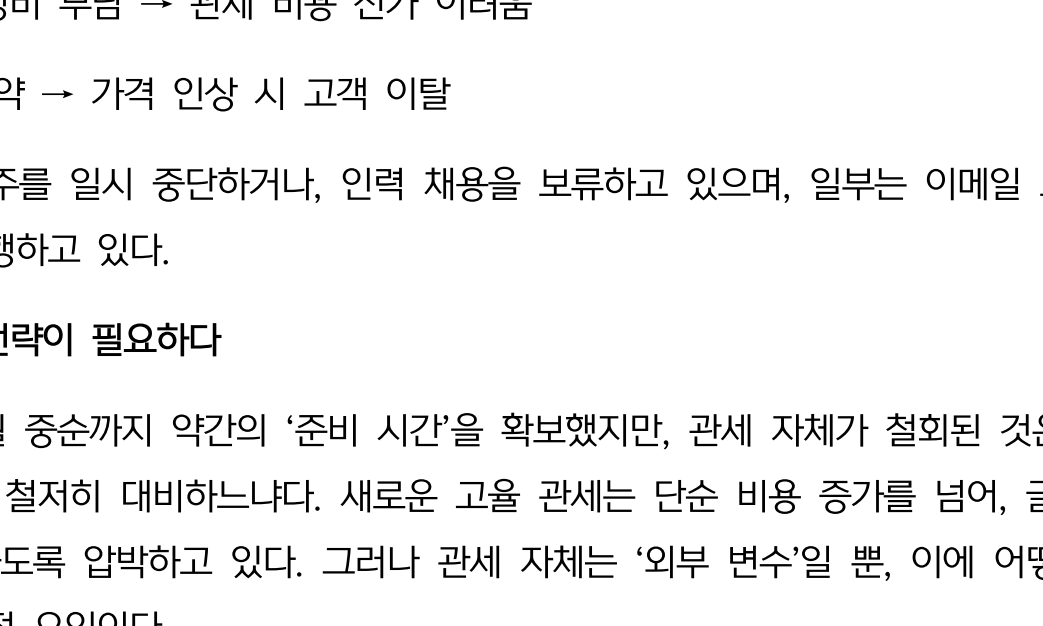 부담 → 관세 비용 전가 어려움
약 → 가격 인상 시 고객 이탈
주를 일시 중단하거나, 인력 채용을 보류하고 있으며, 일부는 이메일
행하고 있다.
전략이 필요하다
중순까지 약간의 ‘준비 시간’을 확보했지만, 관세 자체가 철회된 것은
철저히 대비하느냐다. 새로운 고율 관세는 단순 비용 증가를 넘어,
도록 압박하고 있다. 그러나 관세 자체는 ‘외부 변수’일 뿐, 이에
요인이다.